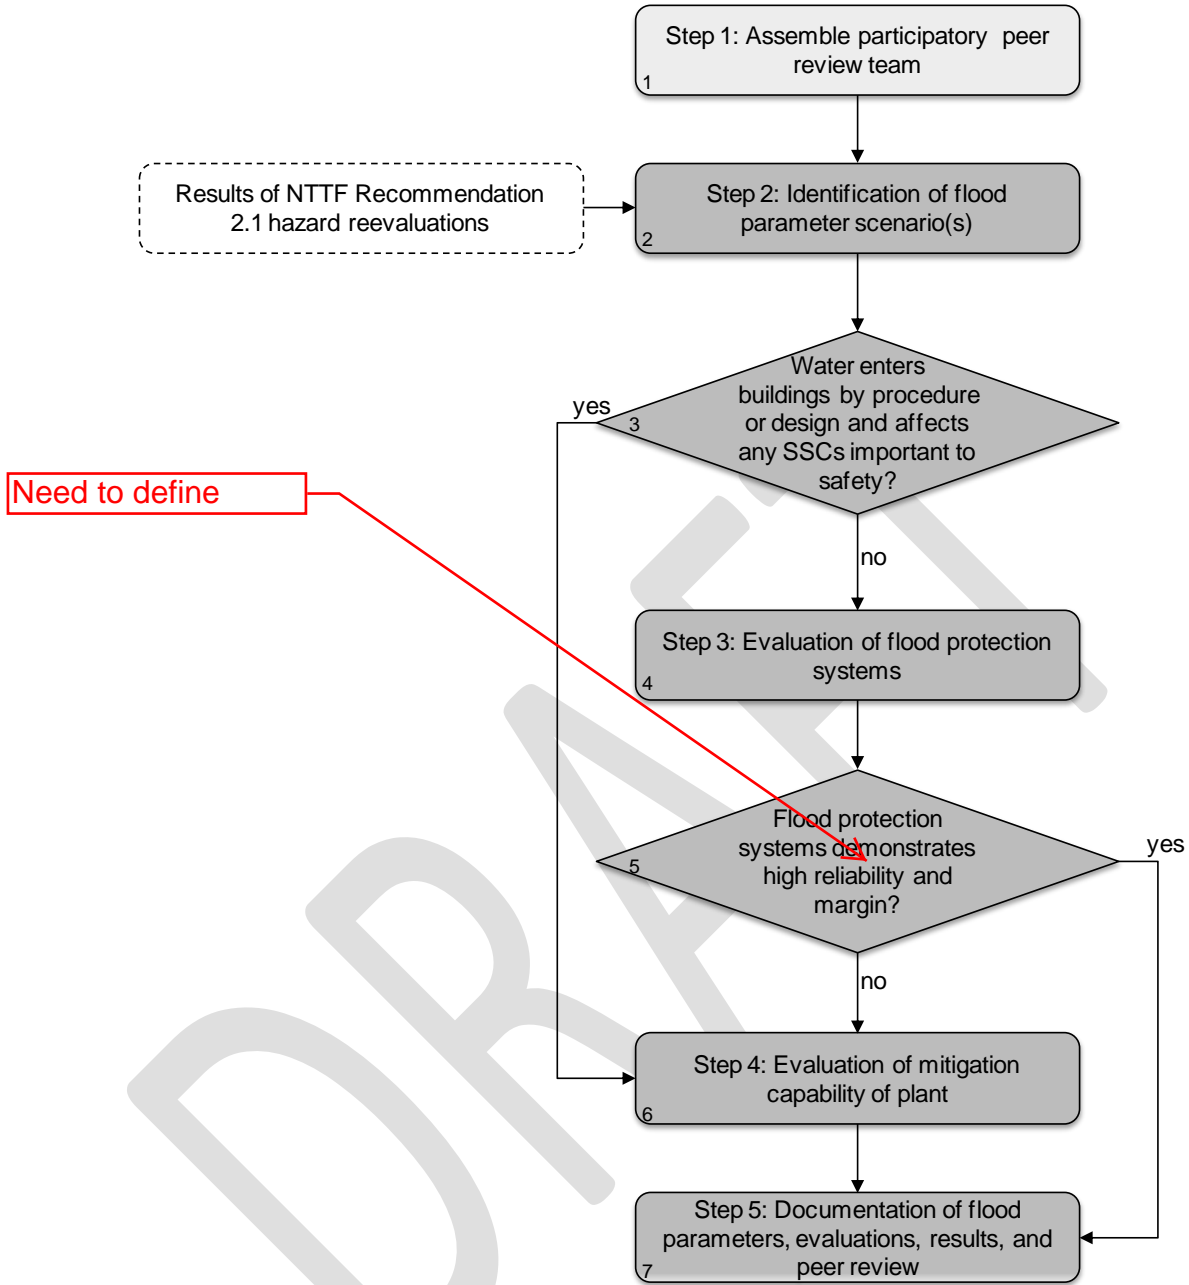 Step 1: Assemble participatory peer
review team
1
Results of NTTF Recommendation
2.1 hazard reevaluations
Step 2: Identification of flood
parameter scenario(s)
2
Water enters
buildings by procedure
or design and affects
any SSCs important to
safety?
3
yes
no
Need to define
Step 3: Evaluation of flood protection
systems
4
Flood protection
systems demonstrates
high reliability and
margin?
5
yes
no
Step 4: Evaluation of mitigation
capability of plant
6
Step 5: Documentation of flood
parameters, evaluations, results, and
peer review
7
DRAFT